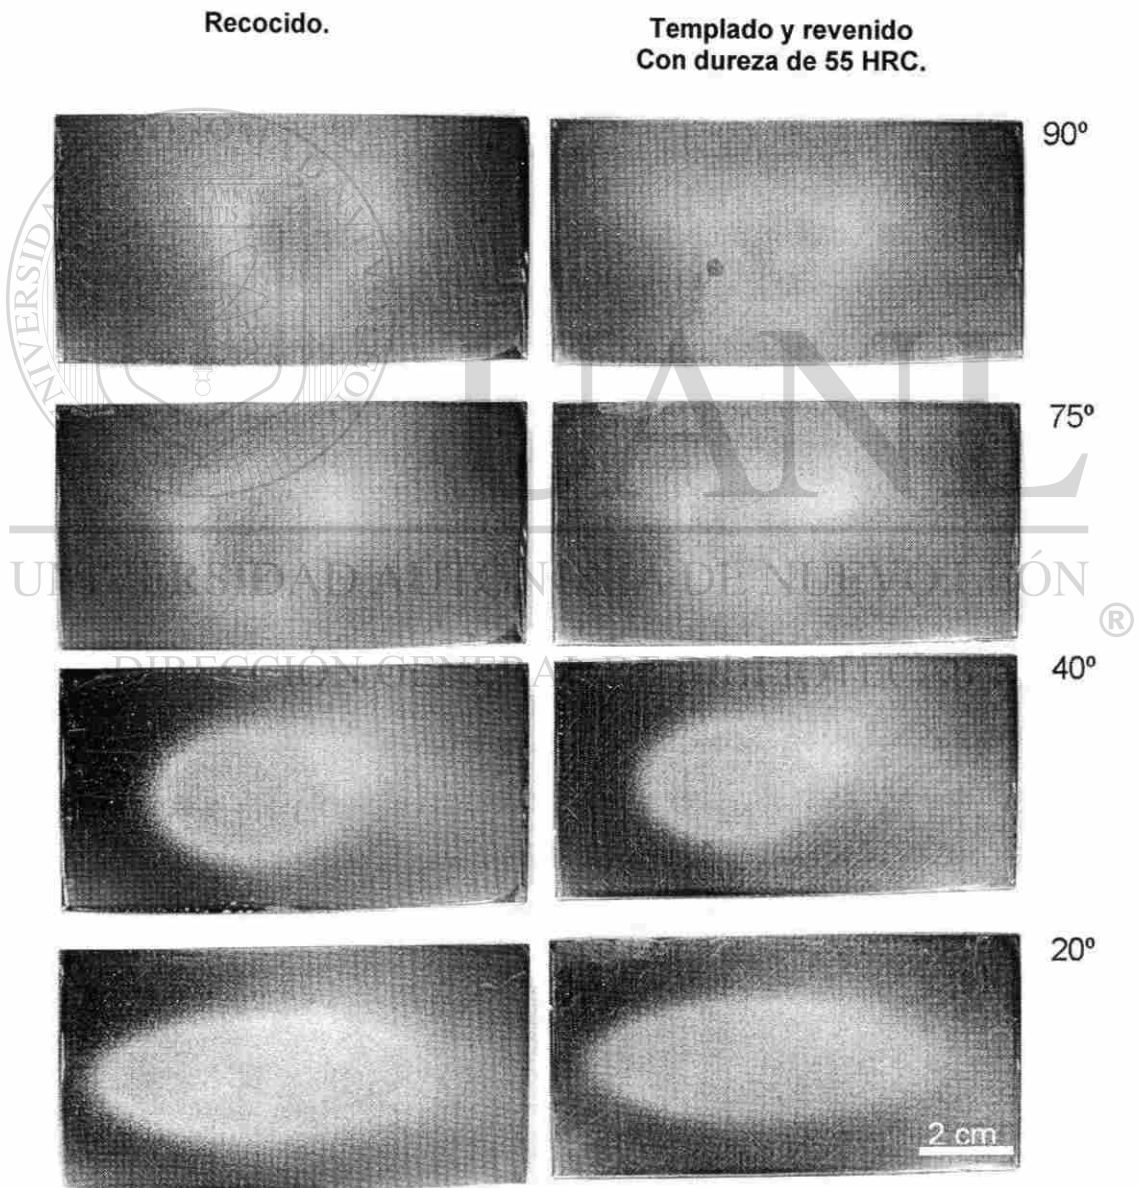 Recocido.
Templado y revenido
Con dureza de 55 HRC.
90º
75º
UANL
UNIVERSIDAD AUTÓNOMA DE NUEVO LEÓN
®
40º
DIRECCIÓN GENERAL DE BIBLIOTECAS
20º
2 cm